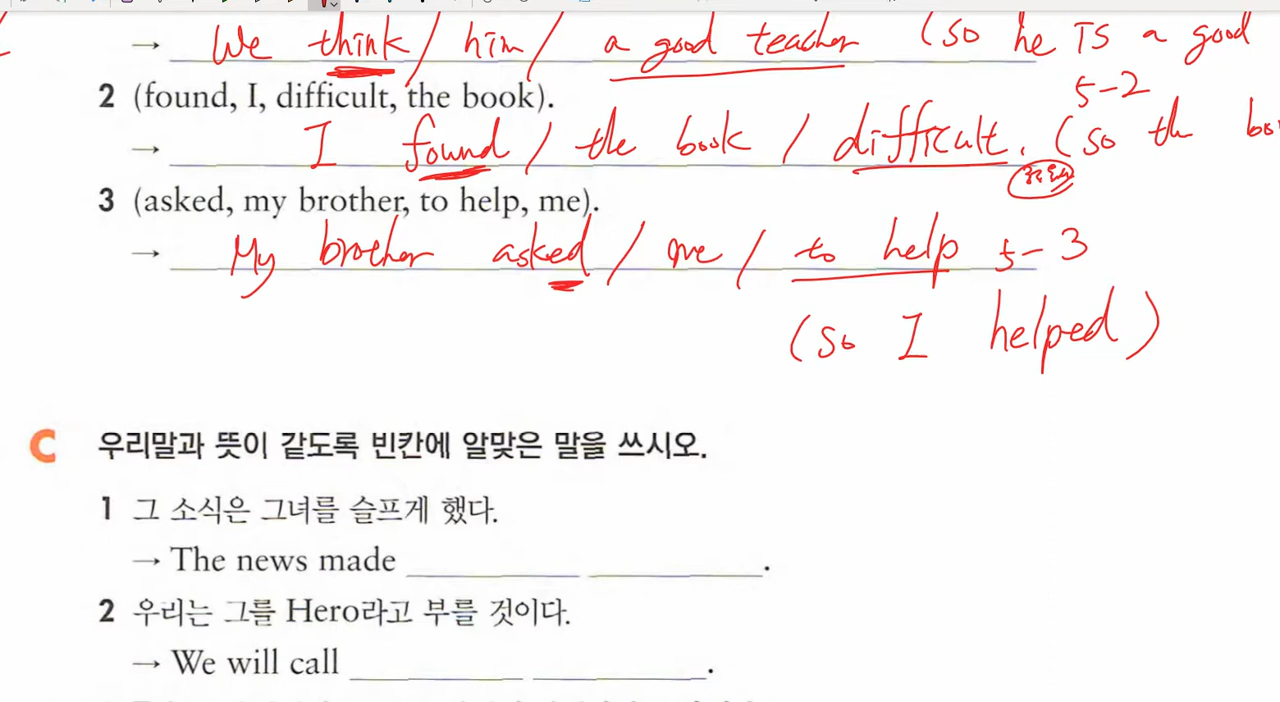 → We think / him / a good teacher (so he is a good
2 (found, I, difficult, the book).
5-2
→ I found / the book / difficult. (so the
3 (asked, my brother, to help, me).
→ My brother asked / me / to help 5-3
(so I helped)
C 우리말과 뜻이 같도록 빈칸에 알맞은 말을 쓰시오.
1 그 소식은 그녀를 슬프게 했다.
→ The news made ________ ________.
2 우리는 그를 Hero라고 부를 것이다.
→ We will call ________ ________.